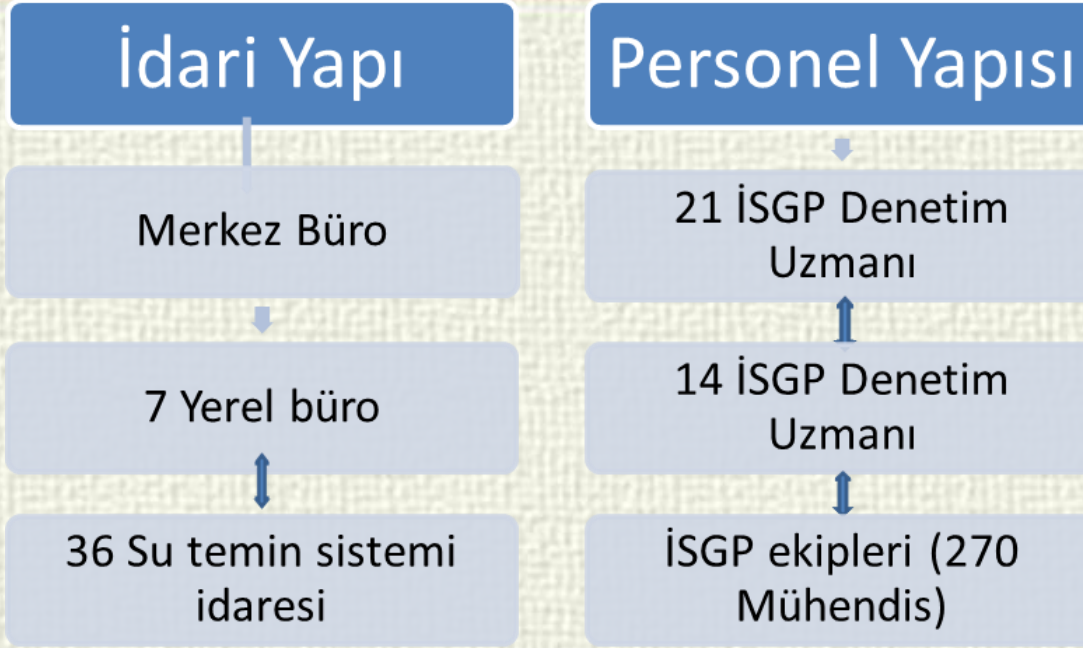 İdari Yapı
Merkez Büro
7 Yerel büro
36 Su temin sistemi
idaresi
Personel Yapısı
21 İSGP Denetim
Uzmanı
14 İSGP Denetim
Uzmanı
İSGP ekipleri (270
Mühendis)